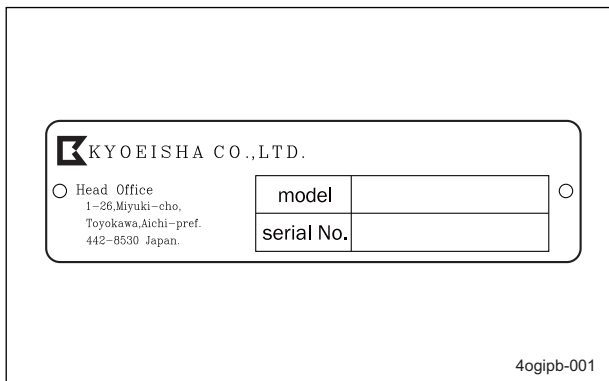 KYOEISHA CO.,LTD.
Head Office
1-26,Miyuki-cho,
Toyokawa,Aichi-pref.
442-8530 Japan.
model
serial No.
4ogipb-001